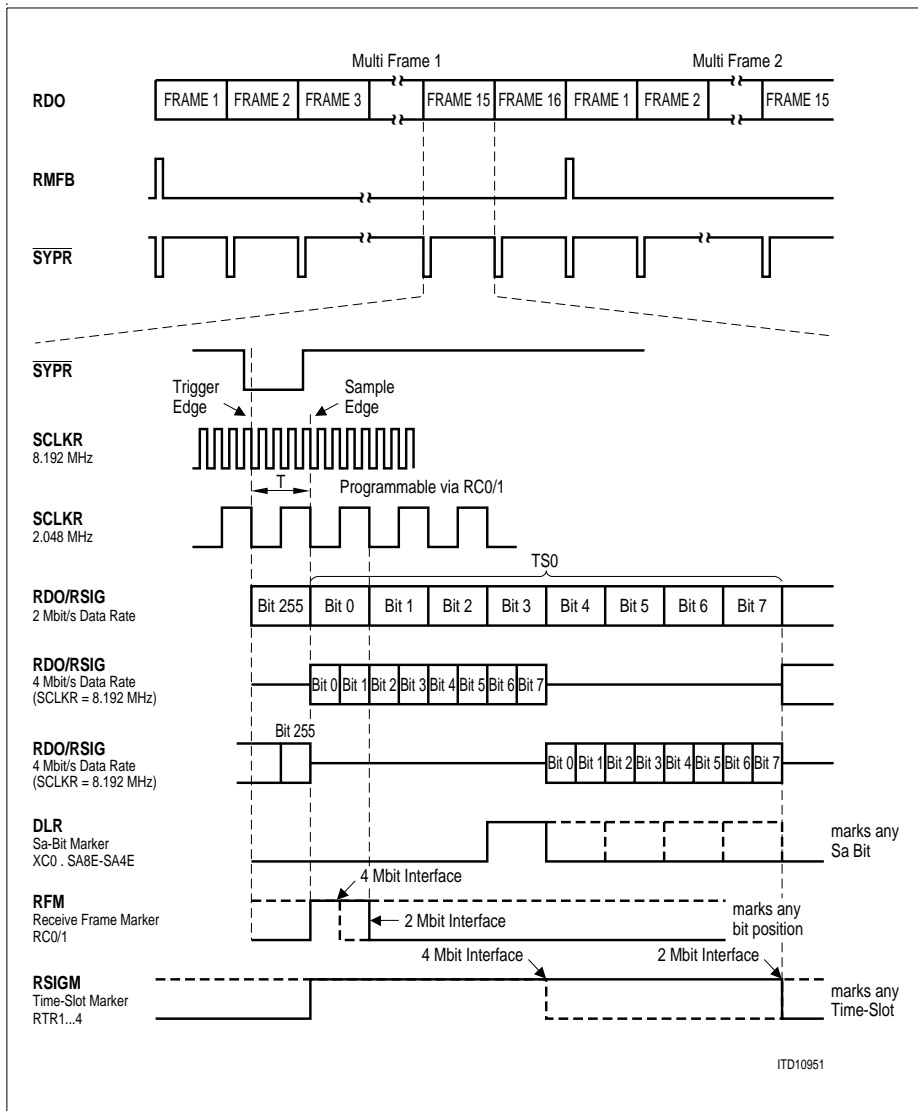 Multi Frame 1 Multi Frame 2
RDO FRAME 1 FRAME 2 FRAME 3 FRAME 15 FRAME 16 FRAME 1 FRAME 2 FRAME 15
RMFB
SYPR
SYPR
Trigger Edge
Sample Edge
SCLKR
8.192 MHz
T
Programmable via RC0/1
SCLKR
2.048 MHz
TS0
RDO/RSIG
2 Mbit/s Data Rate
Bit 255 Bit 0 Bit 1 Bit 2 Bit 3 Bit 4 Bit 5 Bit 6 Bit 7
RDO/RSIG
4 Mbit/s Data Rate
(SCLKR = 8.192 MHz)
Bit 0 Bit 1 Bit 2 Bit 3 Bit 4 Bit 5 Bit 6 Bit 7
Bit 255
RDO/RSIG
4 Mbit/s Data Rate
(SCLKR = 8.192 MHz)
Bit 0 Bit 1 Bit 2 Bit 3 Bit 4 Bit 5 Bit 6 Bit 7
DLR
Sa-Bit Marker
XC0 . SA8E-SA4E
marks any
Sa Bit
4 Mbit Interface
RFM
Receive Frame Marker
RC0/1
2 Mbit Interface
marks any
bit position
4 Mbit Interface 2 Mbit Interface
RSIGM
Time-Slot Marker
RTR1...4
marks any
Time-Slot
ITD10951